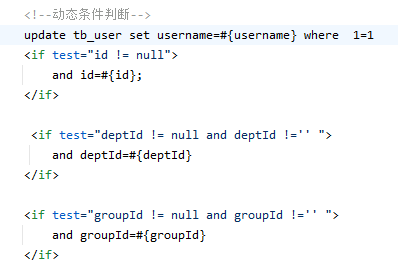 <!--动态条件判断-->
update tb_user set username=#{username} where  1=1
<if test="id != null">
and id=#{id};
</if>
<if test="deptId != null and deptId !='' ">
and deptId=#{deptId}
</if>
<if test="groupId != null and groupId !='' ">
and groupId=#{groupId}
</if>